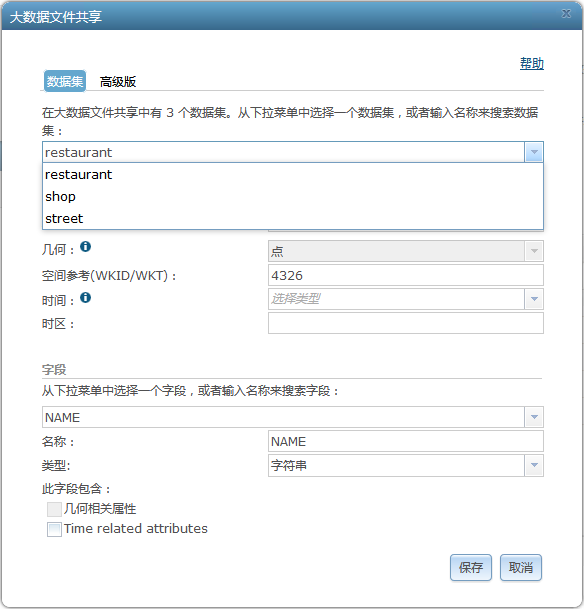 大数据文件共享
帮助
数据集 高级版
在大数据文件共享中有 3 个数据集。从下拉菜单中选择一个数据集，或者输入名称来搜索数据
集：
restaurant
restaurant
shop
street
几何： 点
空间参考(WKID/WKT)： 4326
时间： 选择类型
时区：
字段
从下拉菜单中选择一个字段，或者输入名称来搜索字段：
NAME
名称： NAME
类型: 字符串
此字段包含：
几何相关属性
Time related attributes
保存 取消